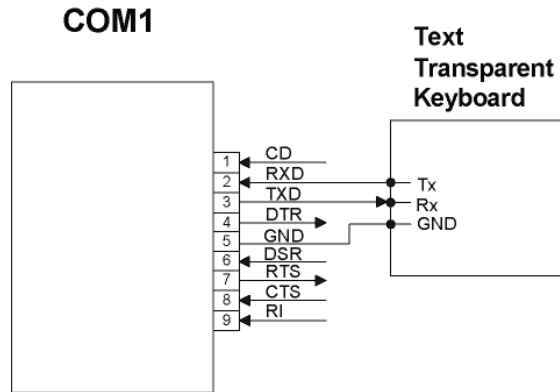 COM1
Text
Transparent
Keyboard
1 CD
2 RXD
3 TXD
4 DTR
5 GND
6 DSR
7 RTS
8 CTS
9 RI
Tx
Rx
GND